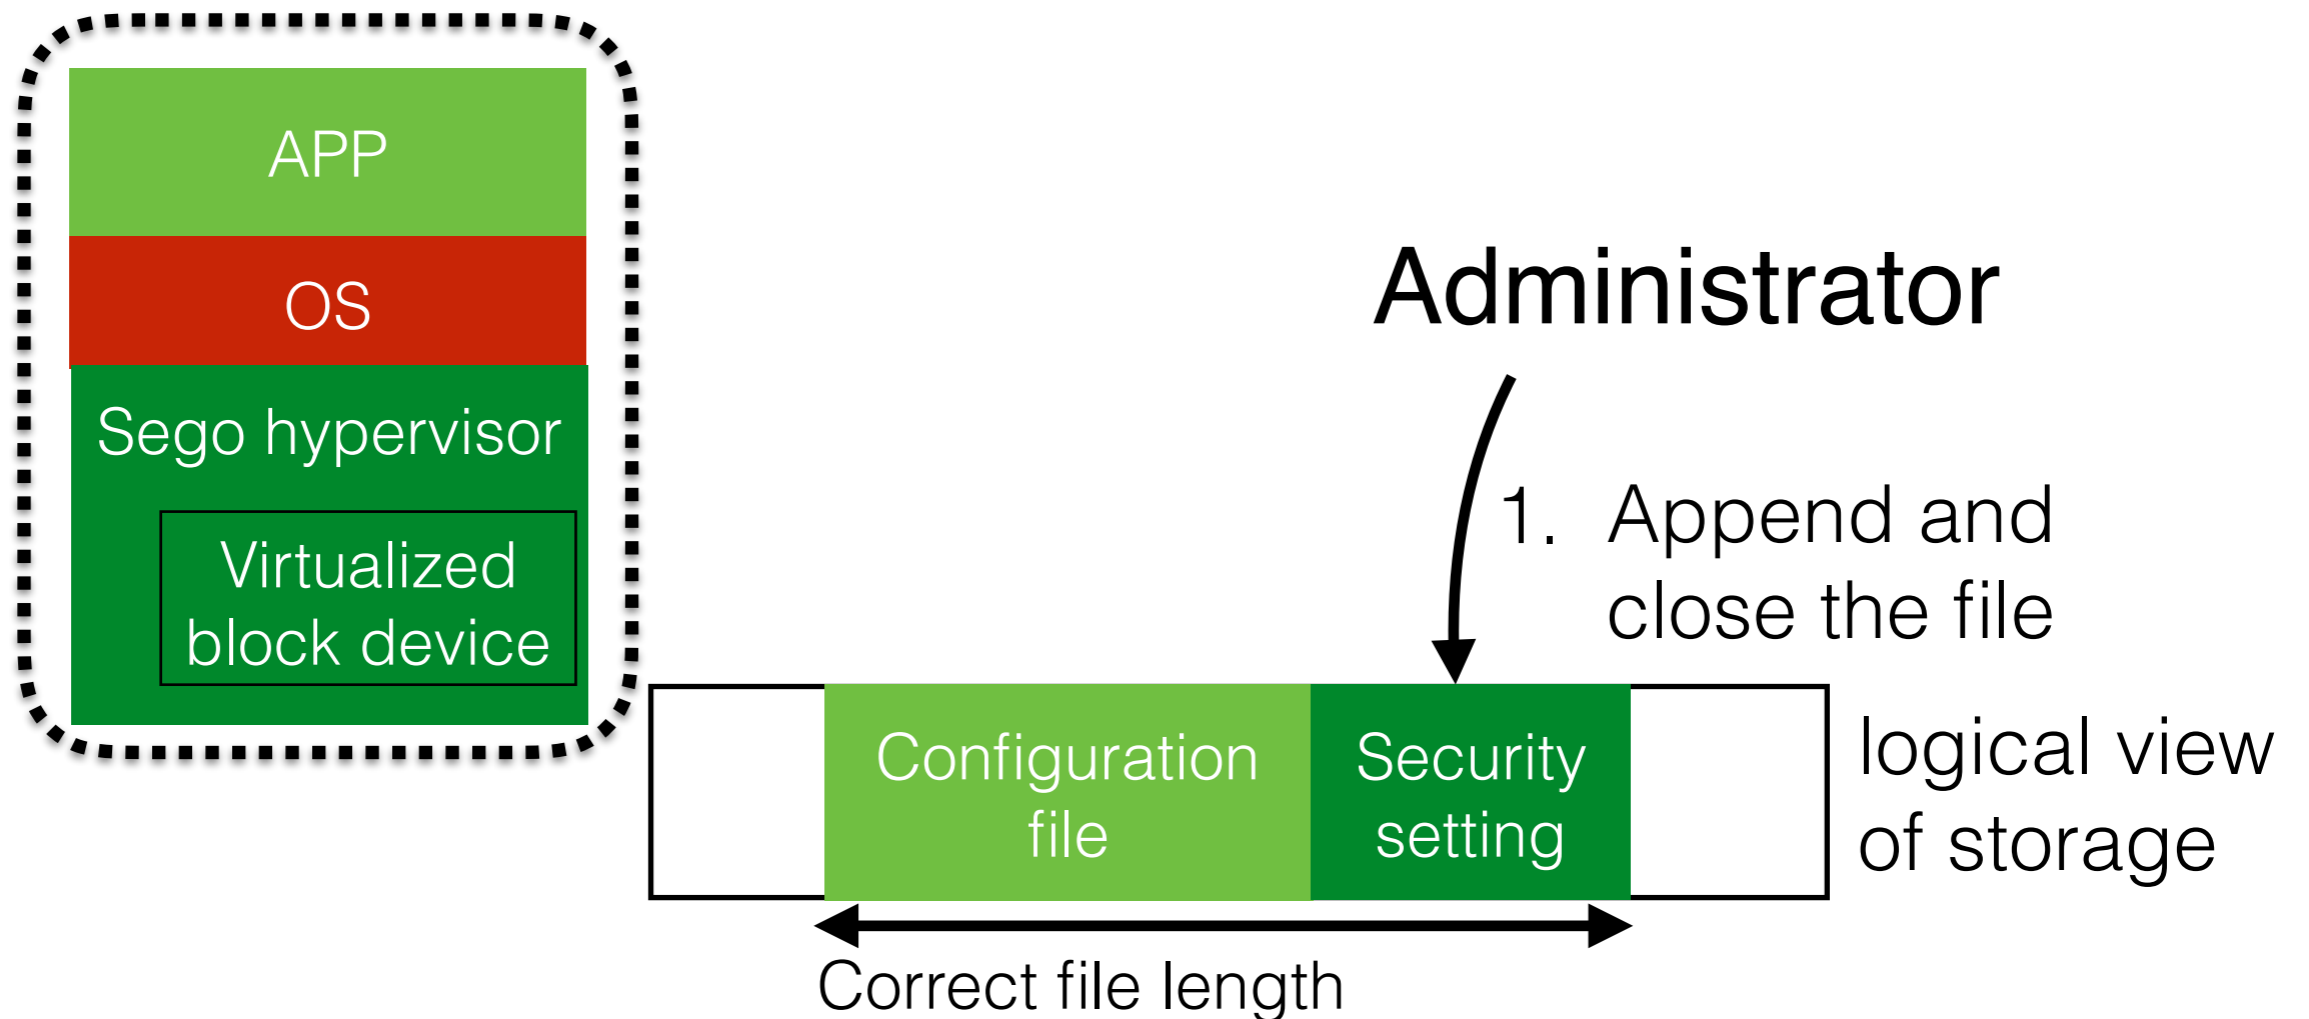 APP
OS
Sego hypervisor
Virtualized
block device
Administrator
1. Append and
close the file
Configuration
file
Security
setting
logical view
of storage
Correct file length